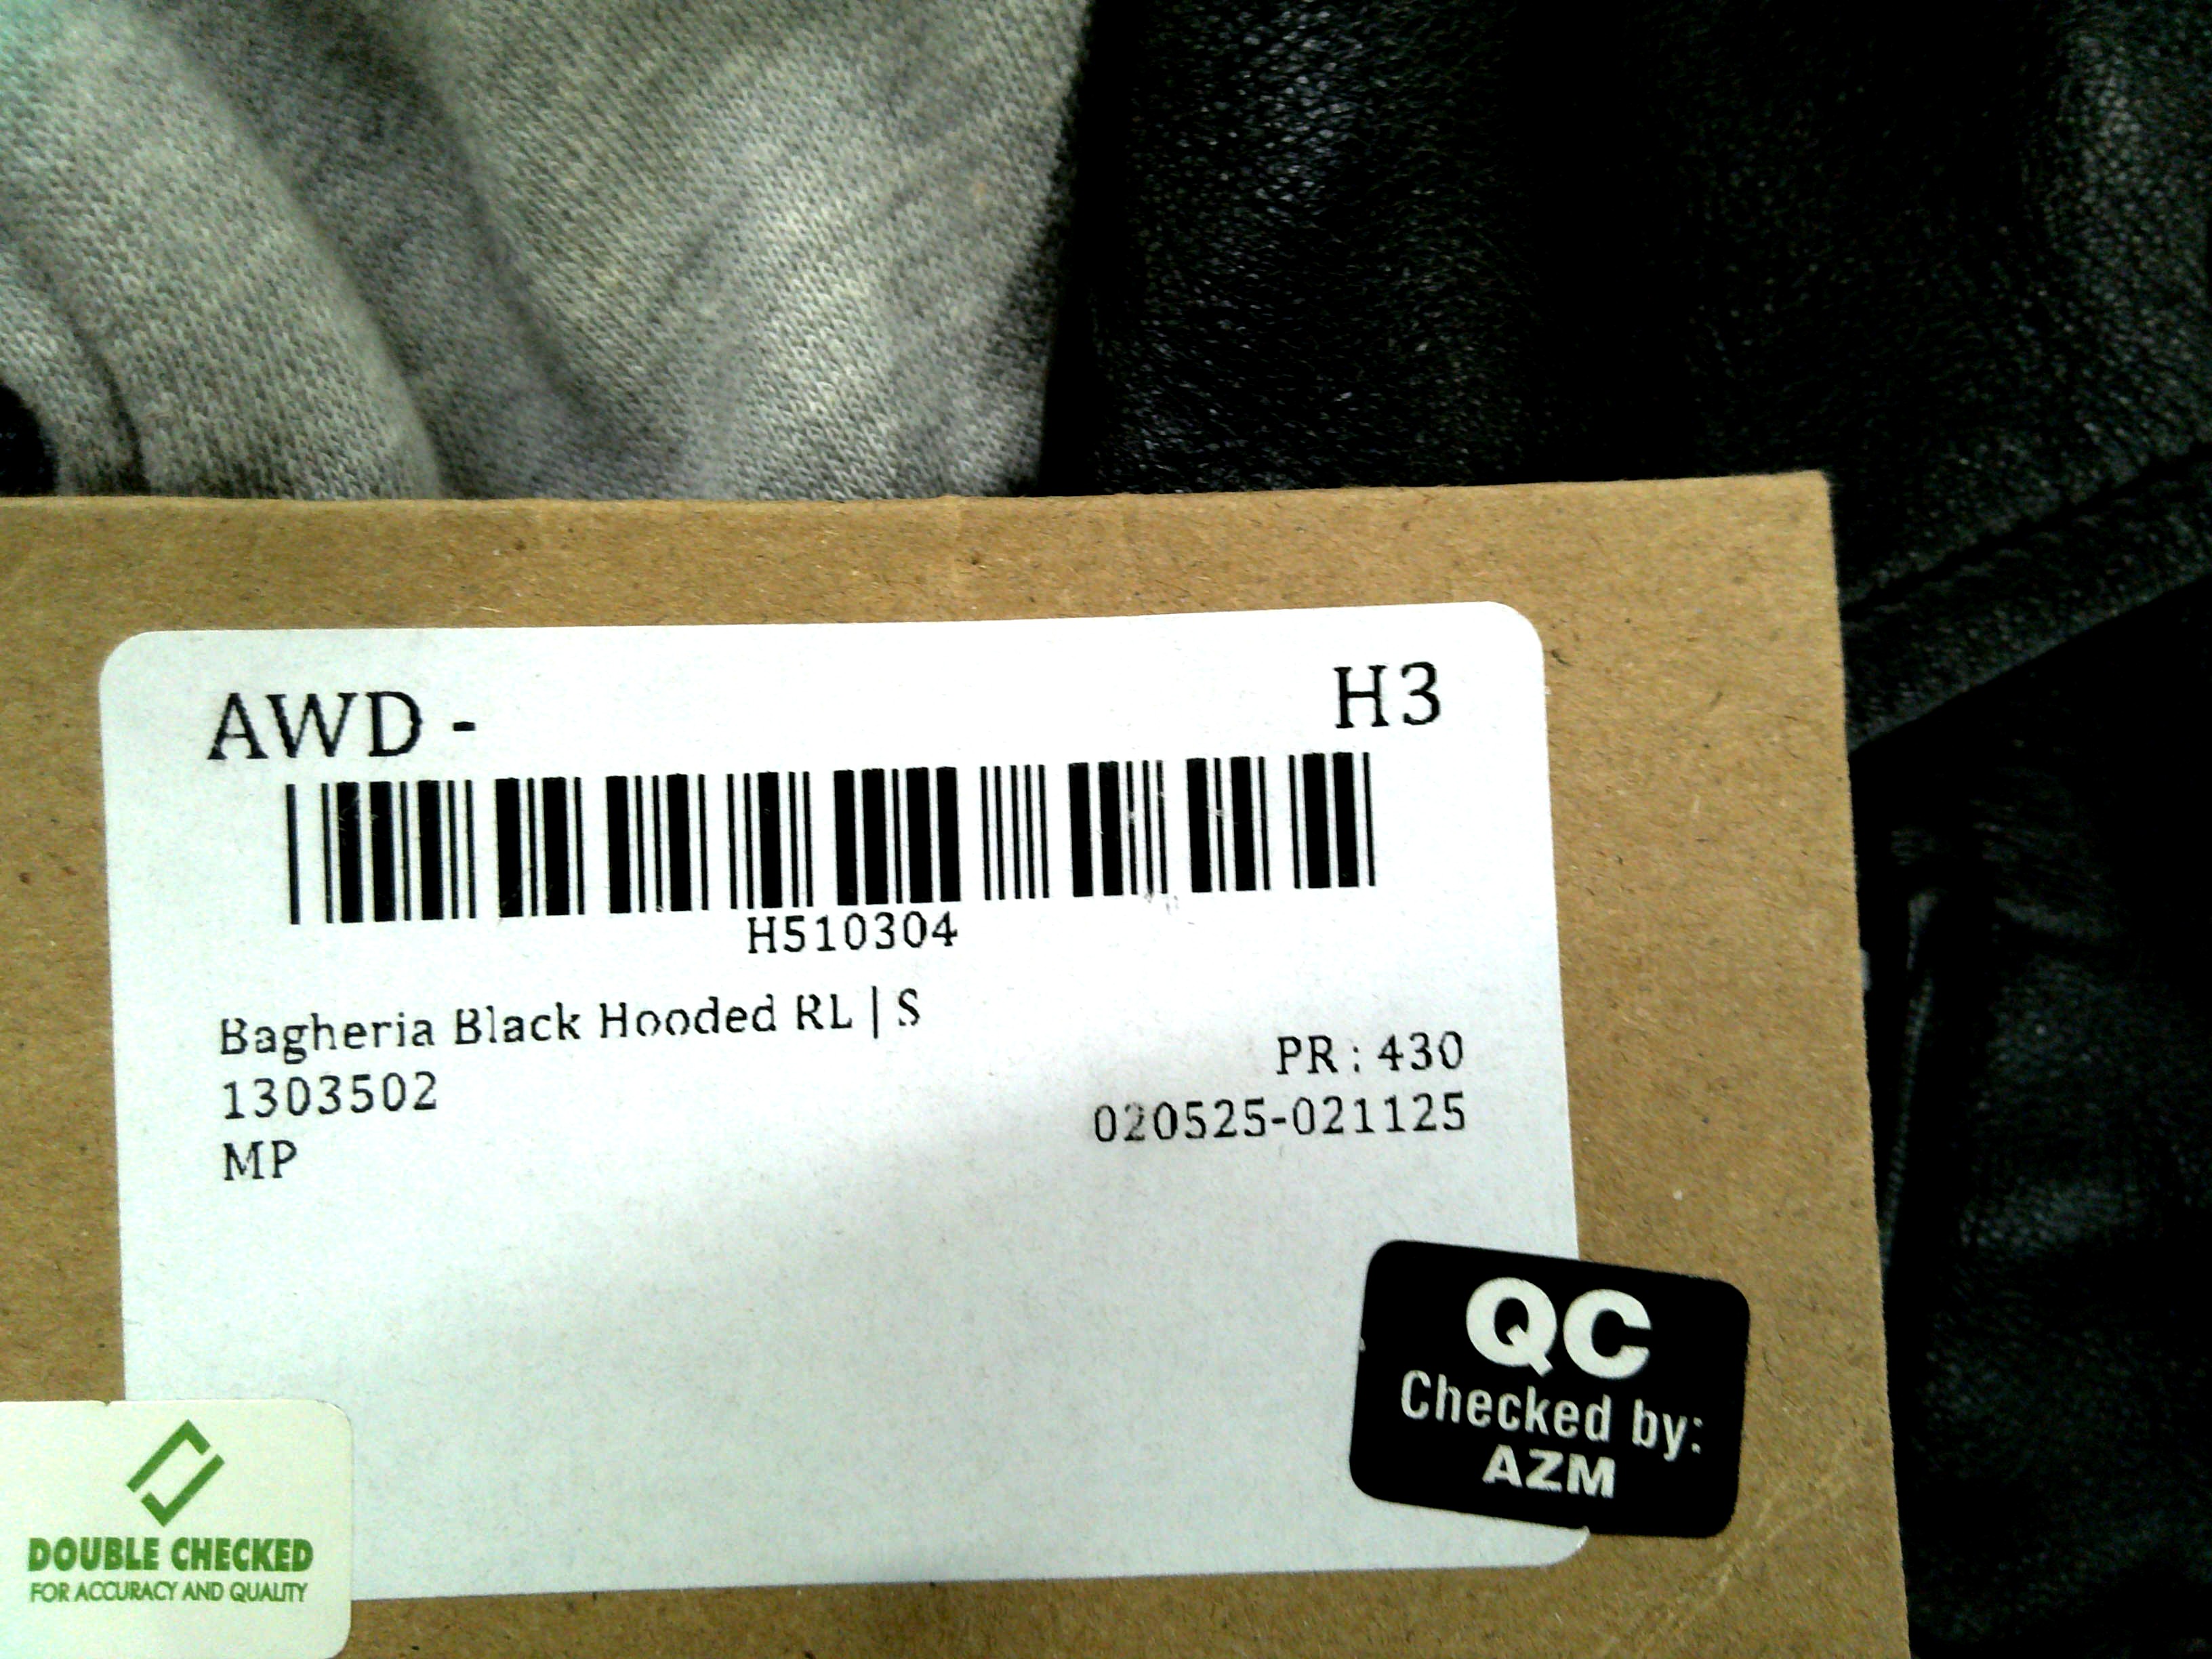 AWD - H3
H510304
Bagheria Black Hooded RL | S
PR : 430
1303502
020525-021125
MP
QC
Checked by:
AZM
DOUBLE CHECKED
FOR ACCURACY AND QUALITY